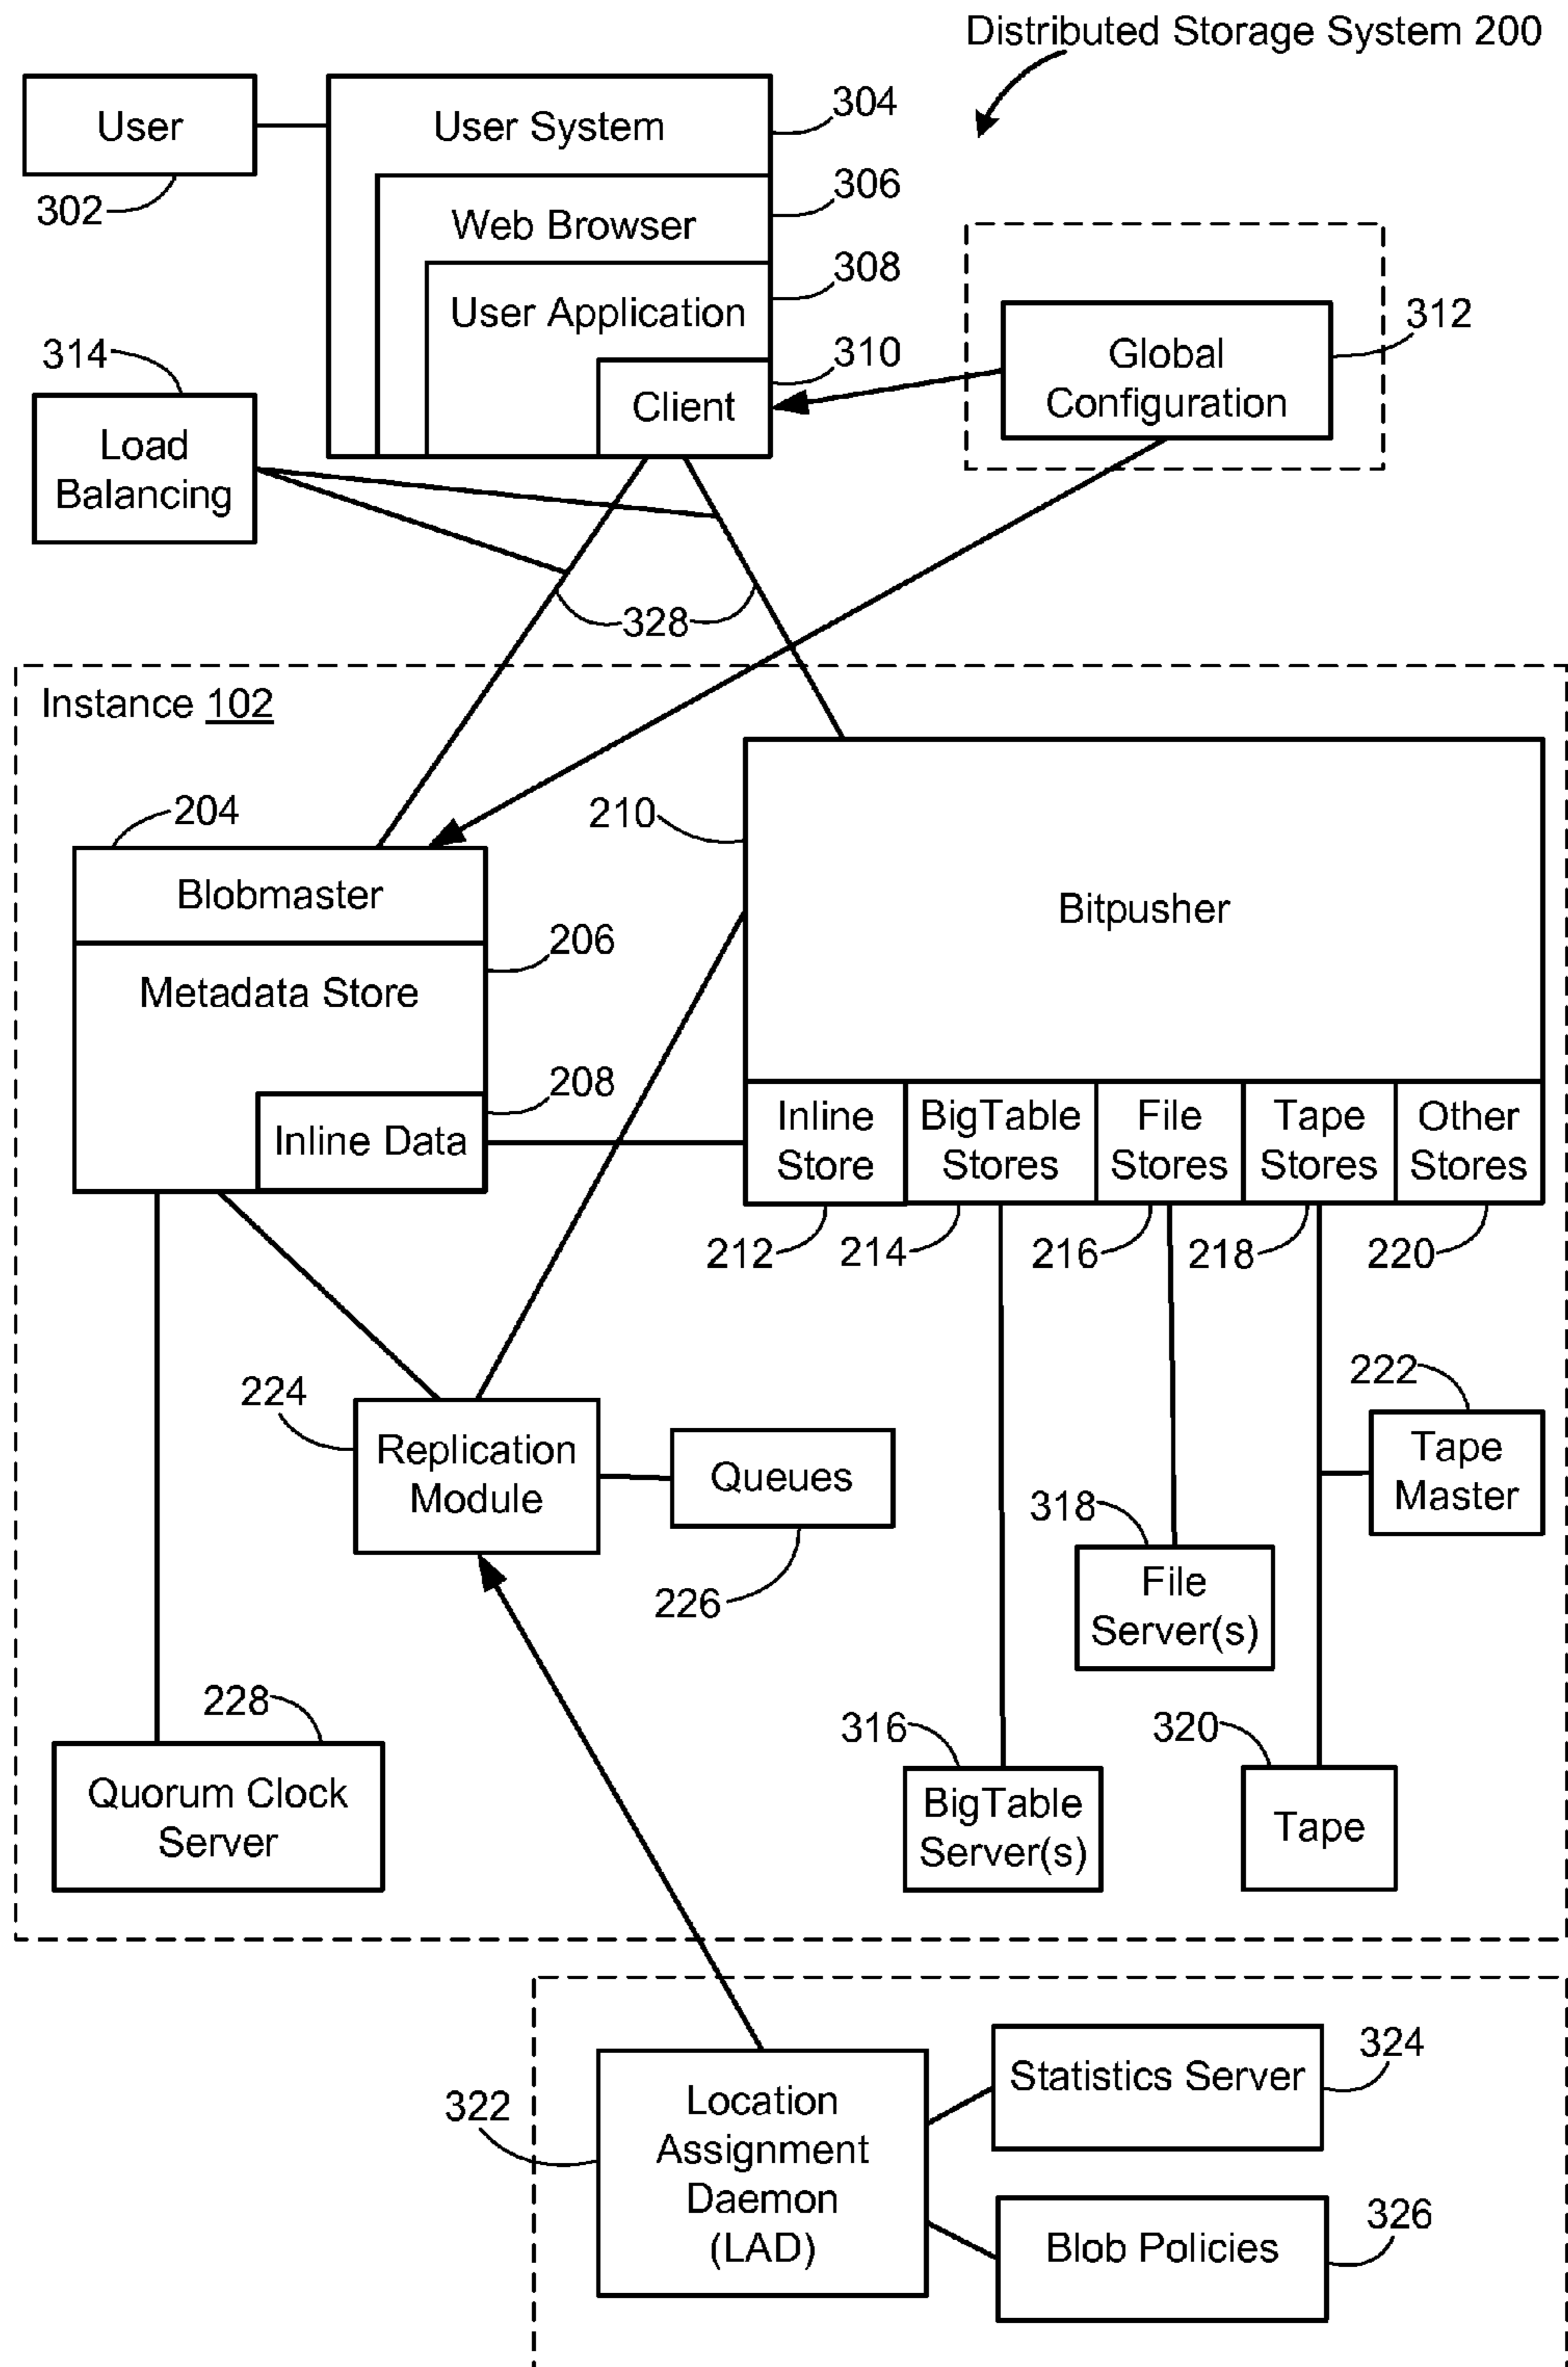 Distributed Storage System 200
User
302
User System
304
Web Browser
306
User Application
308
Client
310
Global
Configuration
312
314
Load
Balancing
328
Instance 102
204
Blobmaster
206
Metadata Store
208
Inline Data
210
Bitpusher
Inline
Store
BigTable
Stores
File
Stores
Tape
Stores
Other
Stores
212
214
216
218
220
224
Replication
Module
Queues
226
222
Tape
Master
318
File
Server(s)
228
Quorum Clock
Server
316
BigTable
Server(s)
320
Tape
322
Location
Assignment
Daemon
(LAD)
Statistics Server
324
Blob Policies
326